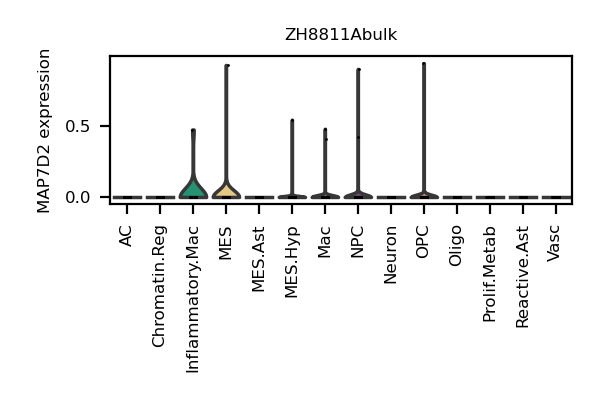 ZH8811Abulk
MAP7D2 expression
0.5
0.0
AC
Chromatin.Reg
Inflammatory.Mac
MES
MES.Ast
MES.Hyp
Mac
NPC
Neuron
OPC
Oligo
Prolif.Metab
Reactive.Ast
Vasc